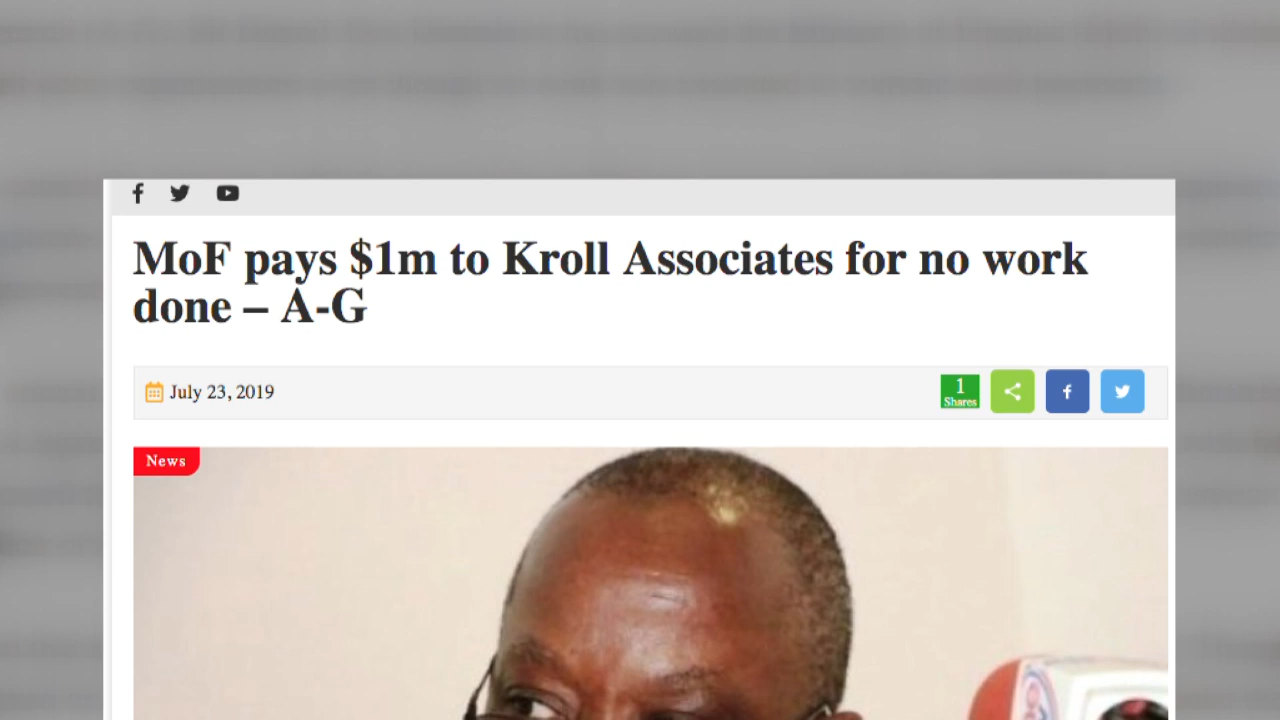 MoF pays $1m to Kroll Associates for no work
done – A-G
July 23, 2019
1
Shares
News